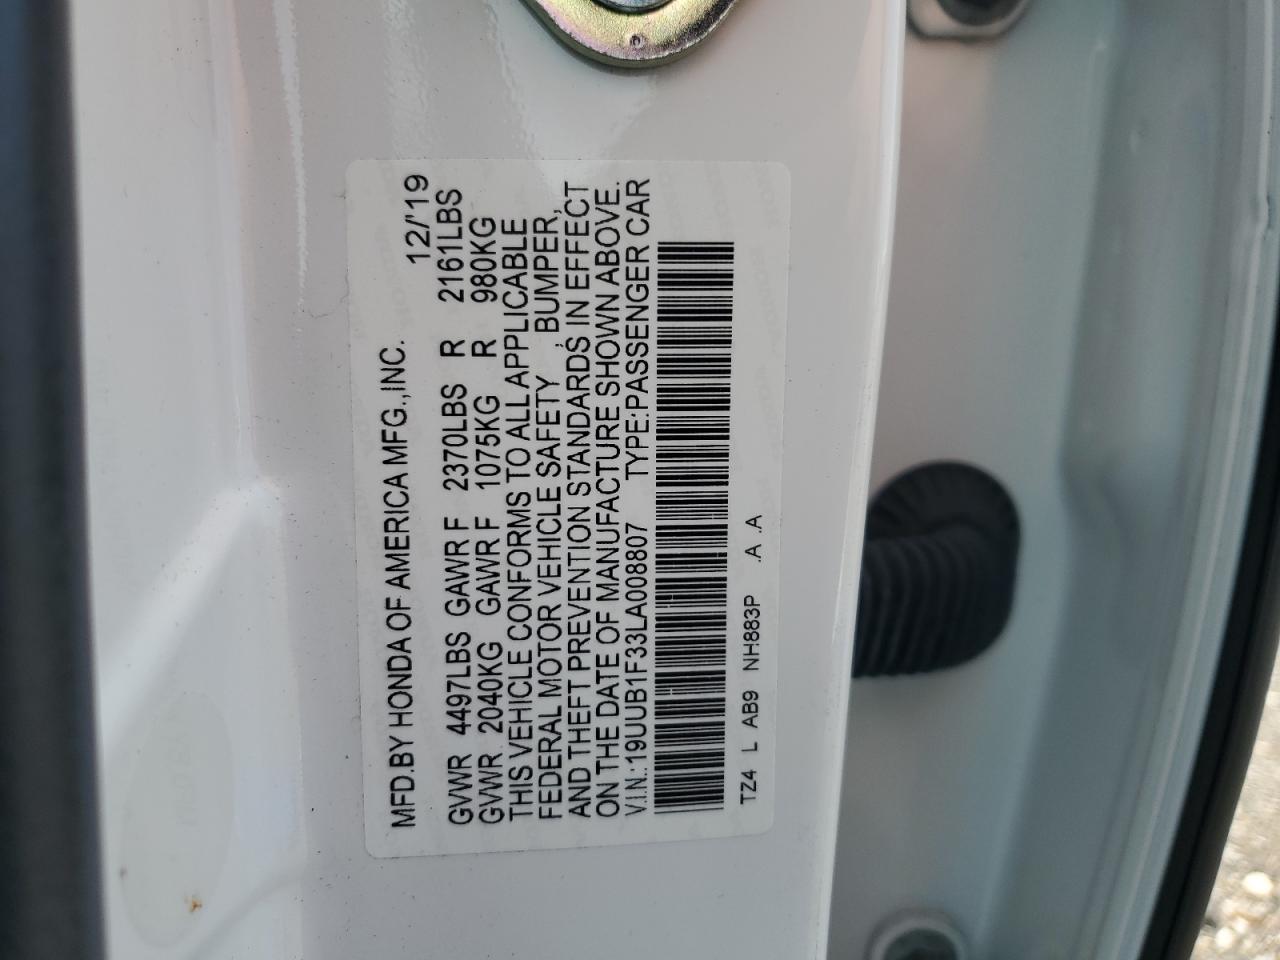 MFD.BY HONDA OF AMERICA MFG.,INC. 12/'19
GVWR 4497LBS GAWR F 2370LBS R 2161LBS
GVWR 2040KG GAWR F 1075KG R 980KG
THIS VEHICLE CONFORMS TO ALL APPLICABLE
FEDERAL MOTOR VEHICLE SAFETY, BUMPER,
AND THEFT PREVENTION STANDARDS IN EFFECT
ON THE DATE OF MANUFACTURE SHOWN ABOVE.
V.I.N.:19UUB1F33LA008807 TYPE:PASSENGER CAR
TZ4 L AB9 NH883P .A .A